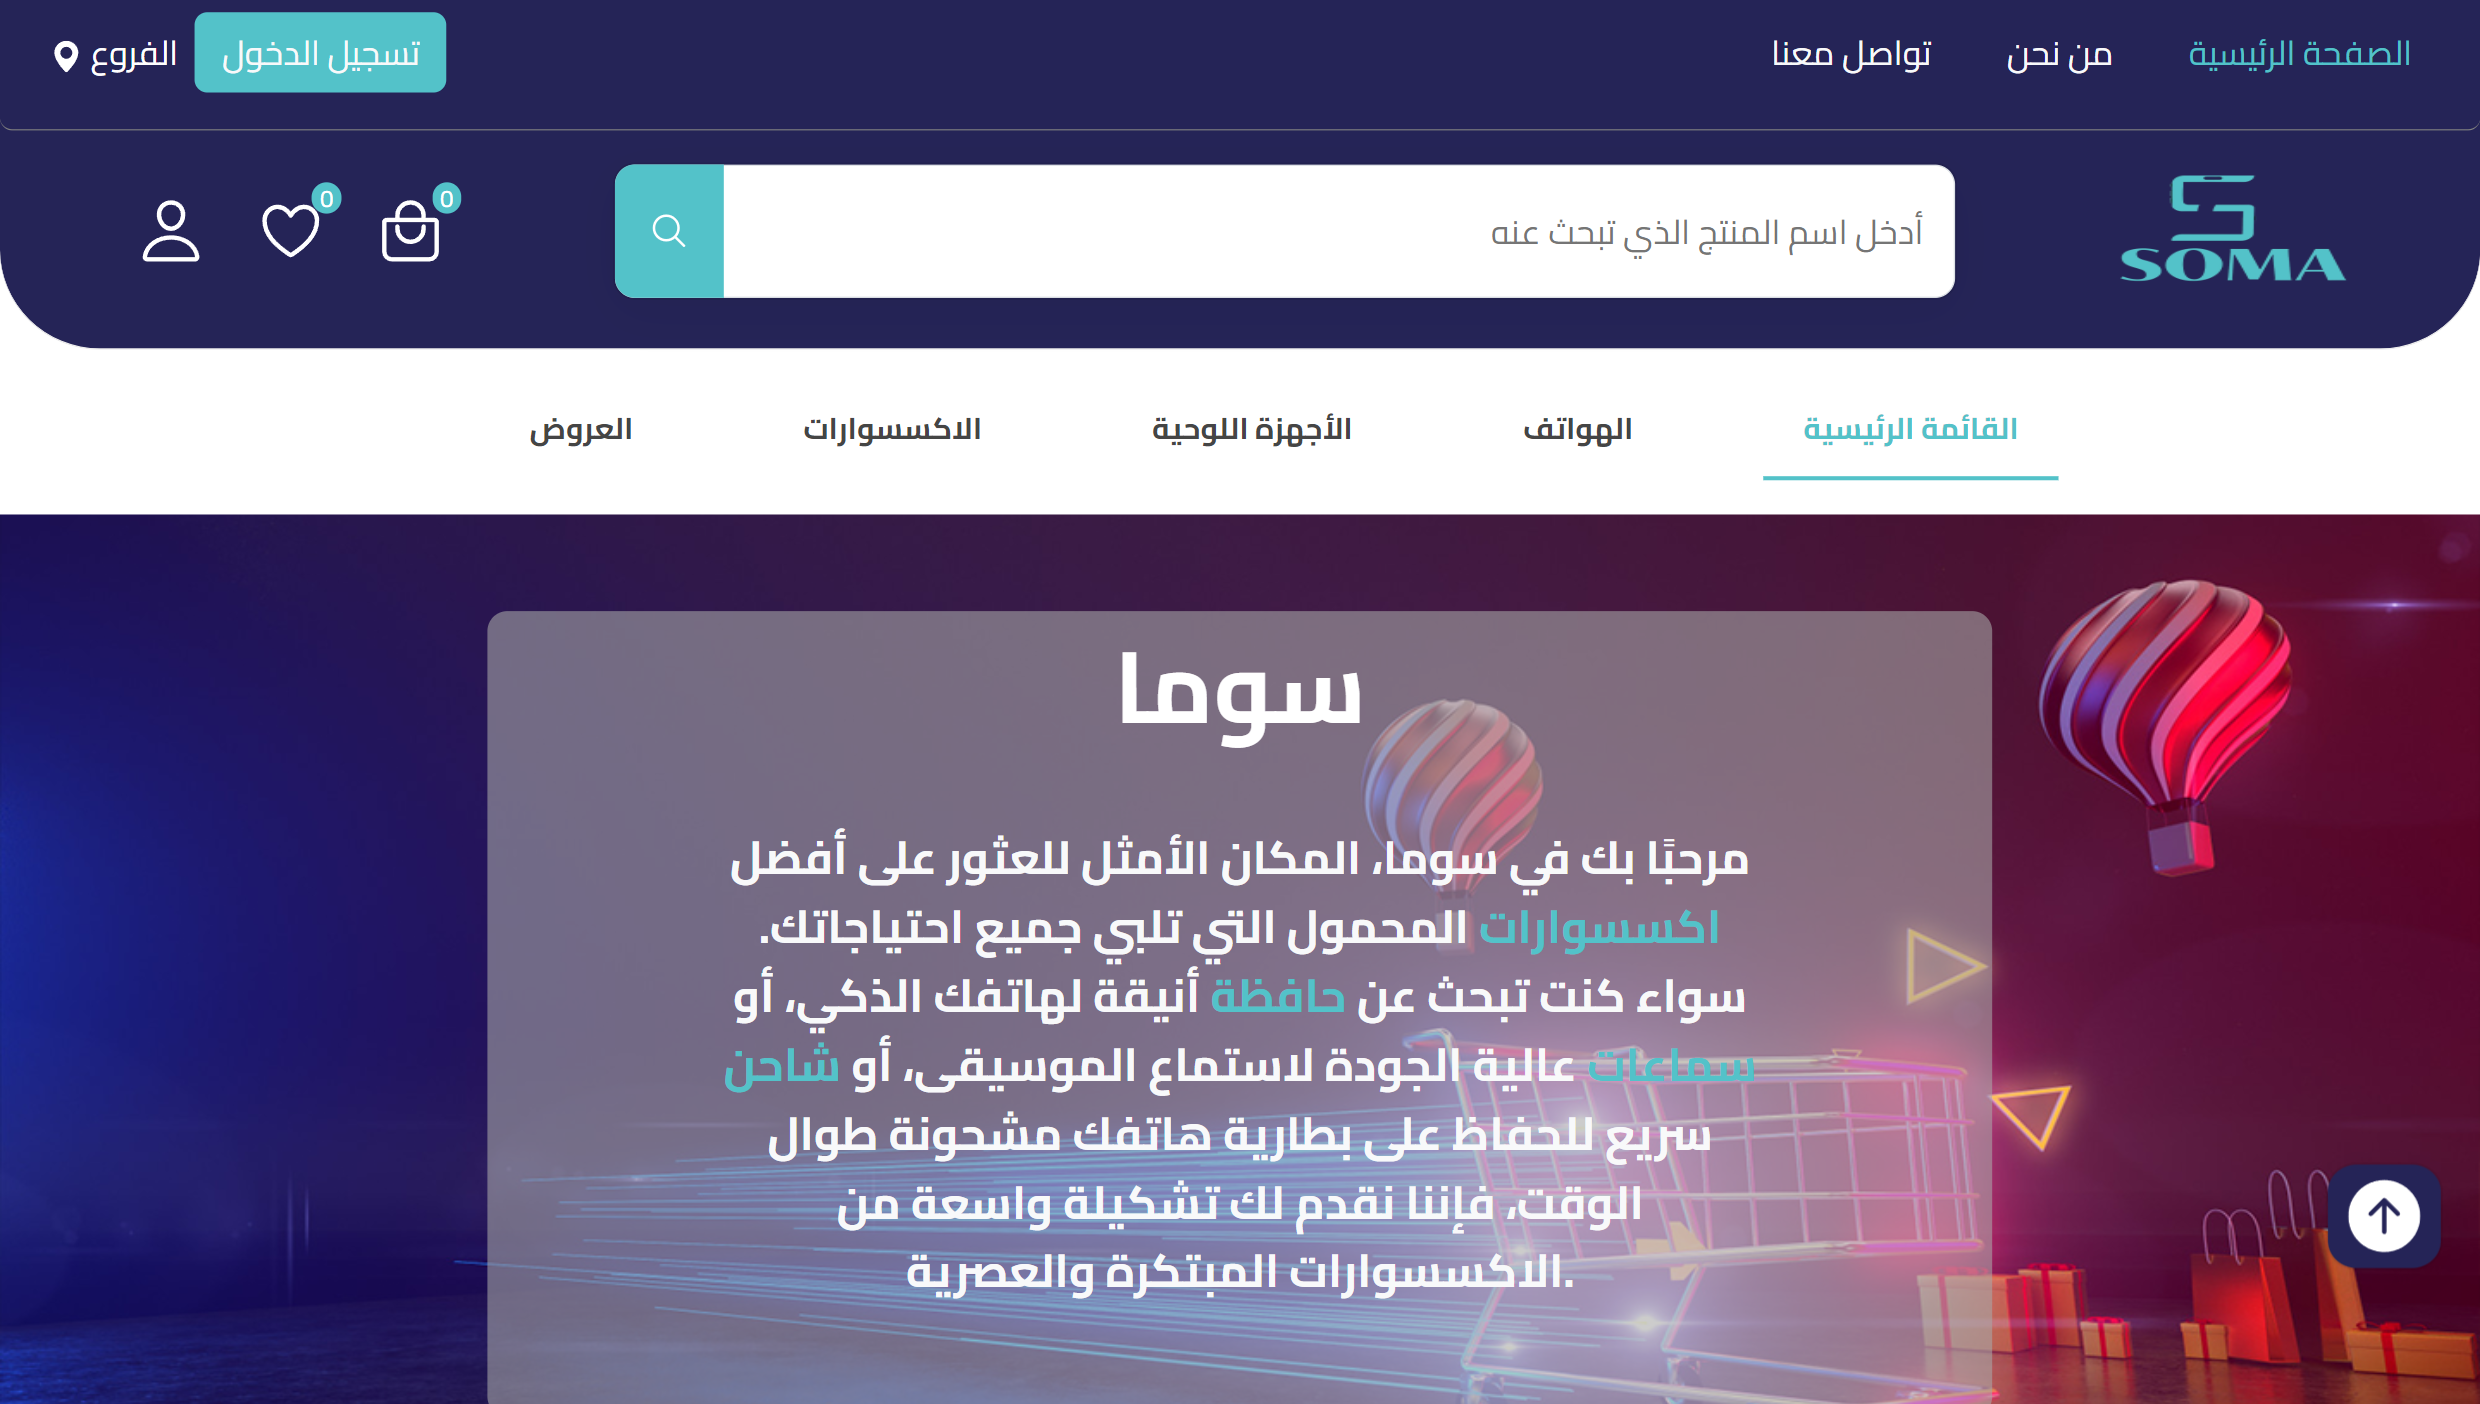 الصفحة الرئيسية
من نحن
تواصل معنا
تسجيل الدخول
الفروع
SOMA
أدخل اسم المنتج الذي تبحث عنه
0
0
القائمة الرئيسية
الهواتف
الأجهزة اللوحية
الاكسسوارات
العروض
سوما
مرحبًا بك في سوما، المكان الأمثل للعثور على أفضل
اكسسوارات المحمول التي تلبي جميع احتياجاتك.
سواء كنت تبحث عن حافظة أنيقة لهاتفك الذكي، أو
سماعات عالية الجودة لاستماع الموسيقى، أو شاحن
سريع للحفاظ على بطارية هاتفك مشحونة طوال
الوقت، فإننا نقدم لك تشكيلة واسعة من
.الاكسسوارات المبتكرة والعصرية